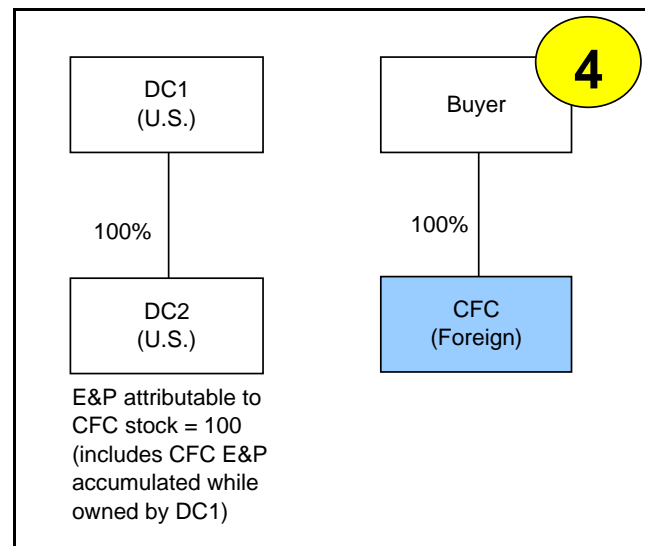 4
DC1
(U.S.)
Buyer
100%
100%
DC2
(U.S.)
CFC
(Foreign)
E&P attributable to
CFC stock = 100
(includes CFC E&P
accumulated while
owned by DC1)